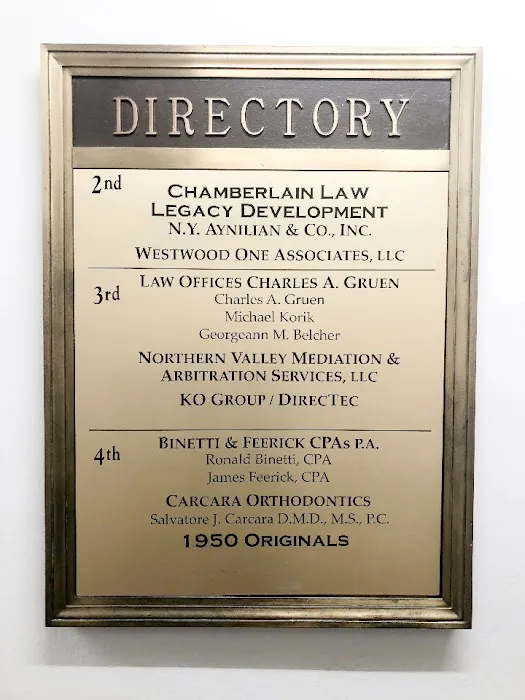 DIRECTORY
2nd
CHAMBERLAIN LAW
LEGACY DEVELOPMENT
N.Y. AYNILIAN & CO., INC.
WESTWOOD ONE ASSOCIATES, LLC
3rd
LAW OFFICES CHARLES A. GRUEN
Charles A. Gruen
Michael Korik
Georgeann M. Belcher
NORTHERN VALLEY MEDIATION &
ARBITRATION SERVICES, LLC
KO GROUP / DIRECTEC
4th
BINETTI & FEERICK CPAs P.A.
Ronald Binetti, CPA
James Feerick, CPA
CARCARA ORTHODONTICS
Salvatore J. Carcara D.M.D., M.S., P.C.
1950 ORIGINALS